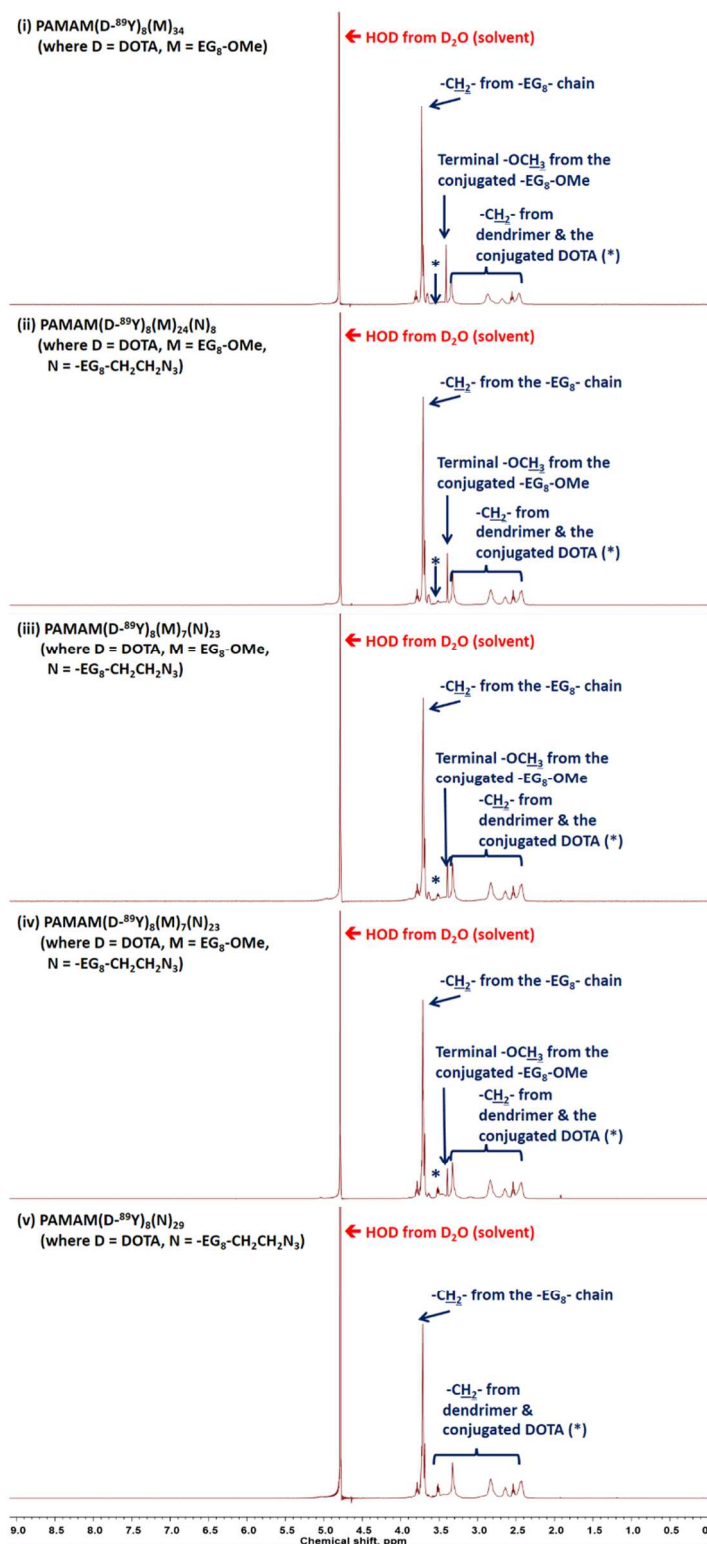 (i) PAMAM(D-⁸⁹Y)₈(M)₃₄
(where D = DOTA, M = EG₈-OMe)
← HOD from D₂O (solvent)
-CH₂- from -EG₈- chain
Terminal -OCH₃ from the
conjugated -EG₈-OMe
-CH₂- from
dendrimer & the
conjugated DOTA (*)
*
(ii) PAMAM(D-⁸⁹Y)₈(M)₂₄(N)₈
(where D = DOTA, M = EG₈-OMe,
N = -EG₈-CH₂CH₂N₃)
← HOD from D₂O (solvent)
-CH₂- from the -EG₈- chain
Terminal -OCH₃ from the
conjugated -EG₈-OMe
-CH₂- from
dendrimer & the
conjugated DOTA (*)
*
(iii) PAMAM(D-⁸⁹Y)₈(M)₇(N)₂₃
(where D = DOTA, M = EG₈-OMe,
N = -EG₈-CH₂CH₂N₃)
← HOD from D₂O (solvent)
-CH₂- from the -EG₈- chain
Terminal -OCH₃ from the
conjugated -EG₈-OMe
-CH₂- from
dendrimer & the
conjugated DOTA (*)
*
(iv) PAMAM(D-⁸⁹Y)₈(M)₇(N)₂₃
(where D = DOTA, M = EG₈-OMe,
N = -EG₈-CH₂CH₂N₃)
← HOD from D₂O (solvent)
-CH₂- from the -EG₈- chain
Terminal -OCH₃ from the
conjugated -EG₈-OMe
-CH₂- from
dendrimer & the
conjugated DOTA (*)
*
(v) PAMAM(D-⁸⁹Y)₈(N)₂₉
(where D = DOTA, N = -EG₈-CH₂CH₂N₃)
← HOD from D₂O (solvent)
-CH₂- from the -EG₈- chain
-CH₂- from
dendrimer &
conjugated DOTA (*)
9.0 8.5 8.0 7.5 7.0 6.5 6.0 5.5 5.0 4.5 4.0 3.5 3.0 2.5 2.0 1.5 1.0 0.5 0
Chemical shift, ppm